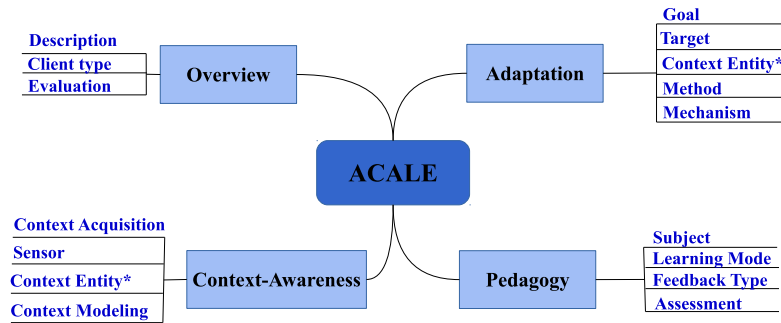 Description
Client type
Evaluation
Overview
Adaptation
Goal
Target
Context Entity*
Method
Mechanism
ACALE
Context Acquisition
Sensor
Context Entity*
Context Modeling
Context-Awareness
Pedagogy
Subject
Learning Mode
Feedback Type
Assessment